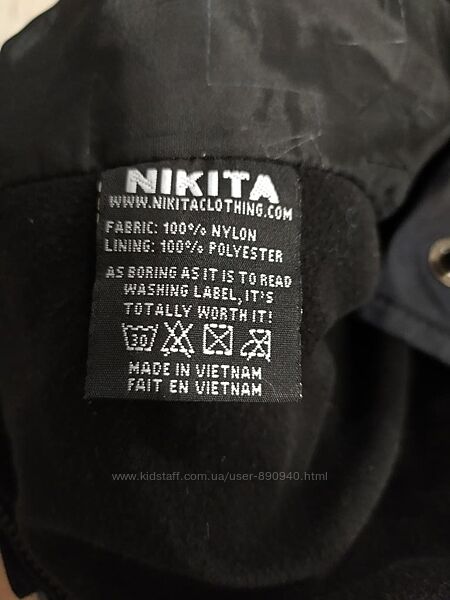 NIKITA
WWW.NIKITACLOTHING.COM
FABRIC: 100% NYLON
LINING: 100% POLYESTER
AS BORING AS IT IS TO READ
WASHING LABEL, IT'S
TOTALLY WORTH IT!
30
MADE IN VIETNAM
FAIT EN VIETNAM
www.kidstaff.com.ua/user-890940.html